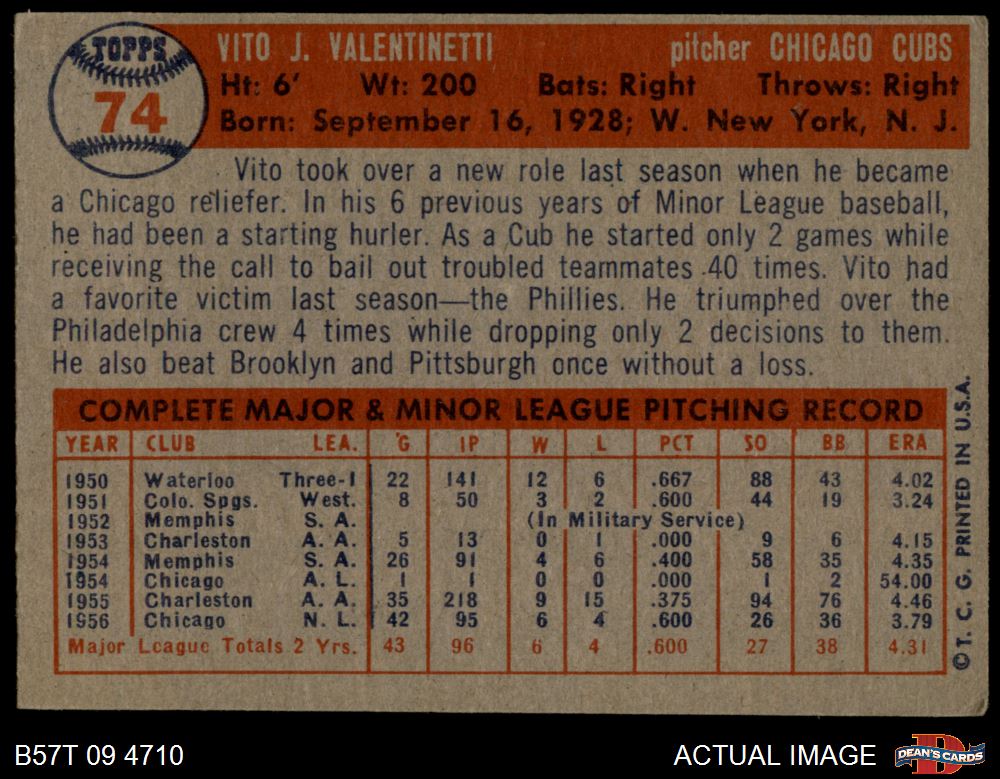 TOPPS
74
VITO J. VALENTINETTI pitcher CHICAGO CUBS
Ht: 6' Wt: 200 Bats: Right Throws: Right
Born: September 16, 1928; W. New York, N. J.
Vito took over a new role last season when he became
a Chicago reliefer. In his 6 previous years of Minor League baseball,
he had been a starting hurler. As a Cub he started only 2 games while
receiving the call to bail out troubled teammates 40 times. Vito had
a favorite victim last season—the Phillies. He triumphed over the
Philadelphia crew 4 times while dropping only 2 decisions to them.
He also beat Brooklyn and Pittsburgh once without a loss.
COMPLETE MAJOR & MINOR LEAGUE PITCHING RECORD
YEAR CLUB LEA. G IP W L PCT SO BB ERA
1950 Waterloo Three-I 22 141 12 6 .667 88 43 4.02
1951 Colo. Spgs. West. 8 50 3 2 .600 44 19 3.24
1952 Memphis S. A. (In Military Service)
1953 Charleston A. A. 5 13 0 1 .000 9 6 4.15
1954 Memphis S. A. 26 91 4 6 .400 58 35 4.35
1954 Chicago A. L. 1 1 0 0 .000 1 2 54.00
1955 Charleston A. A. 35 218 9 15 .375 94 76 4.46
1956 Chicago N. L. 42 95 6 4 .600 26 36 3.79
Major League Totals 2 Yrs. 43 96 6 4 .600 27 38 4.31
© T. C. G. PRINTED IN U.S.A.
B57T 09 4710 ACTUAL IMAGE
DEAN'S CARDS